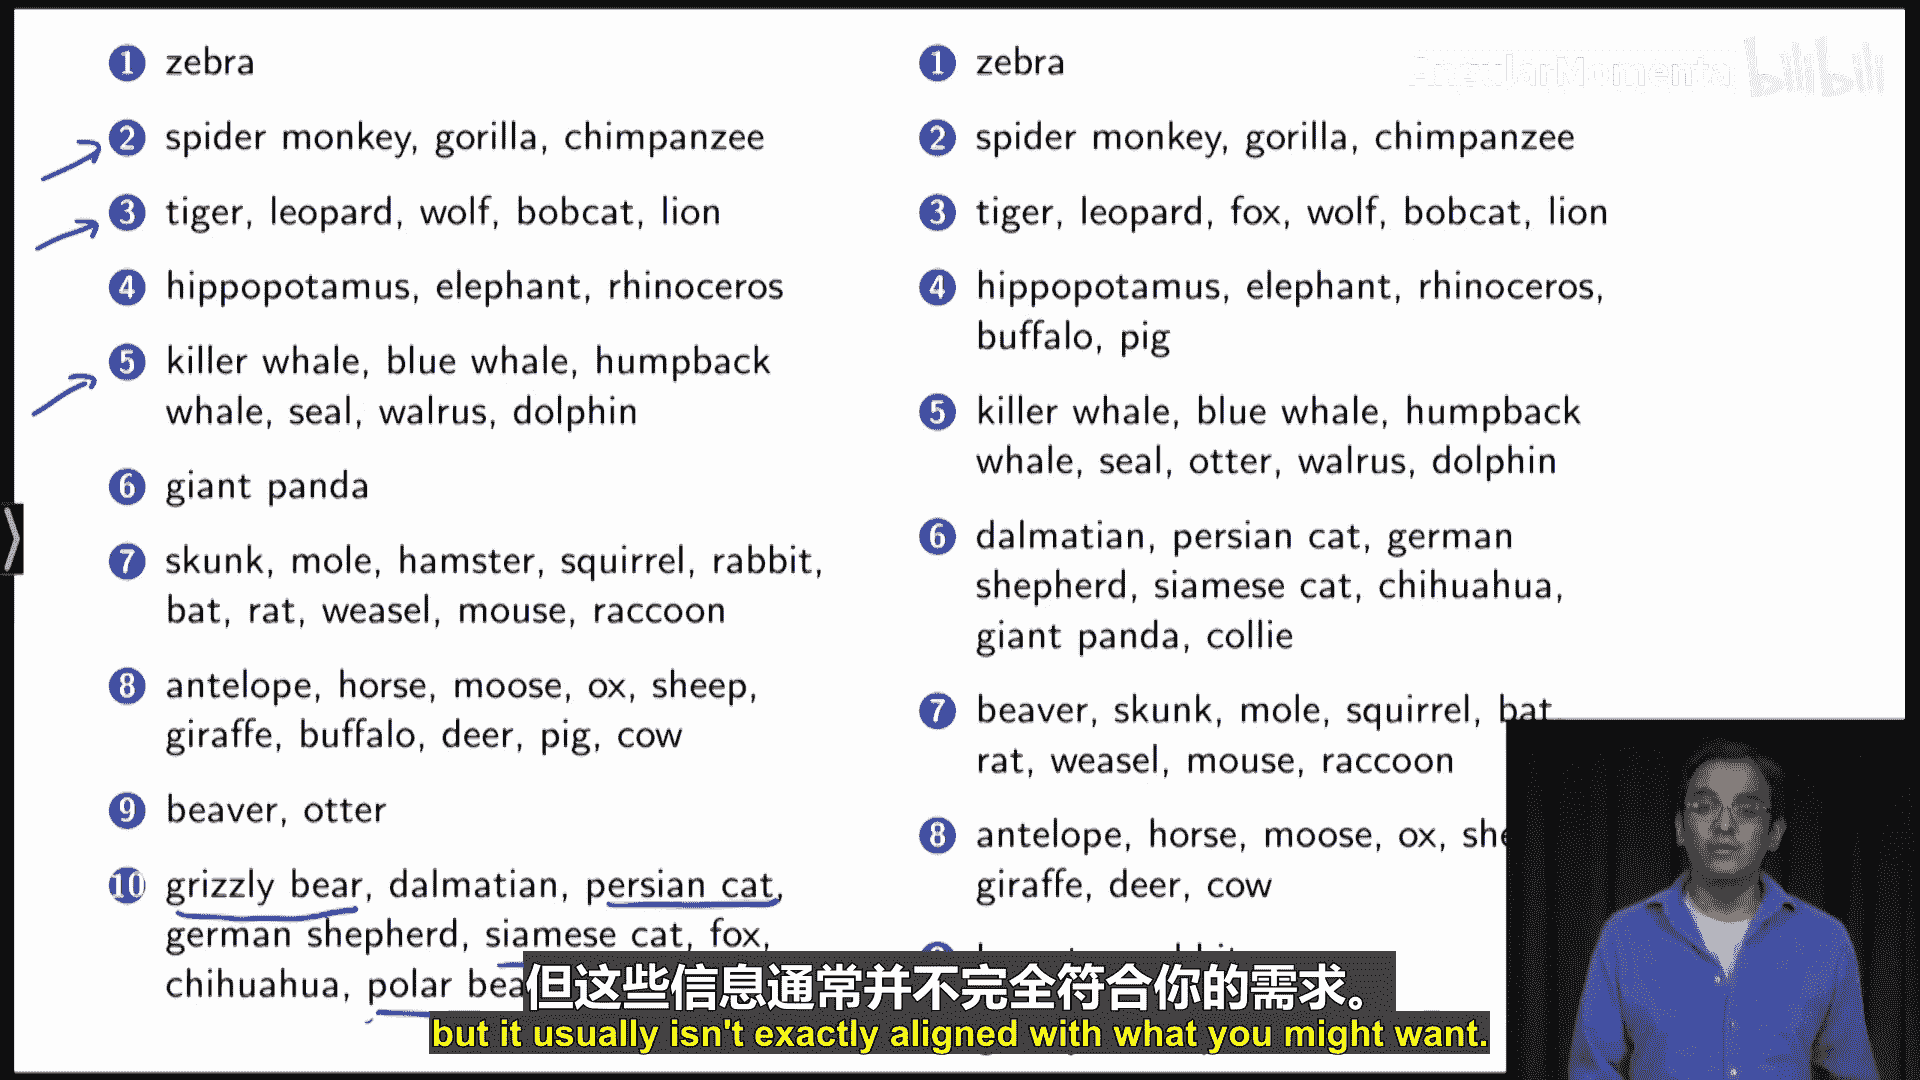 1 zebra
2 spider monkey, gorilla, chimpanzee
3 tiger, leopard, wolf, bobcat, lion
4 hippopotamus, elephant, rhinoceros
5 killer whale, blue whale, humpback
whale, seal, walrus, dolphin
6 giant panda
7 skunk, mole, hamster, squirrel, rabbit,
bat, rat, weasel, mouse, raccoon
8 antelope, horse, moose, ox, sheep,
giraffe, buffalo, deer, pig, cow
9 beaver, otter
10 grizzly bear, dalmatian, persian cat,
german shepherd, siamese cat, fox,
chihuahua, polar
1 zebra
2 spider monkey, gorilla, chimpanzee
3 tiger, leopard, fox, wolf, bobcat, lion
4 hippopotamus, elephant, rhinoceros,
buffalo, pig
5 killer whale, blue whale, humpback
whale, seal, otter, walrus, dolphin
6 dalmatian, persian cat, german
shepherd, siamese cat, chihuahua,
giant panda, collie
7 beaver, skunk, mole, squirrel, bat
rat, weasel, mouse, raccoon
8 antelope, horse, moose, ox,
giraffe, deer, cow
AngularMomenta bilibili
但这些信息通常并不完全符合你的需求。
but it usually isn't exactly aligned with what you might want.